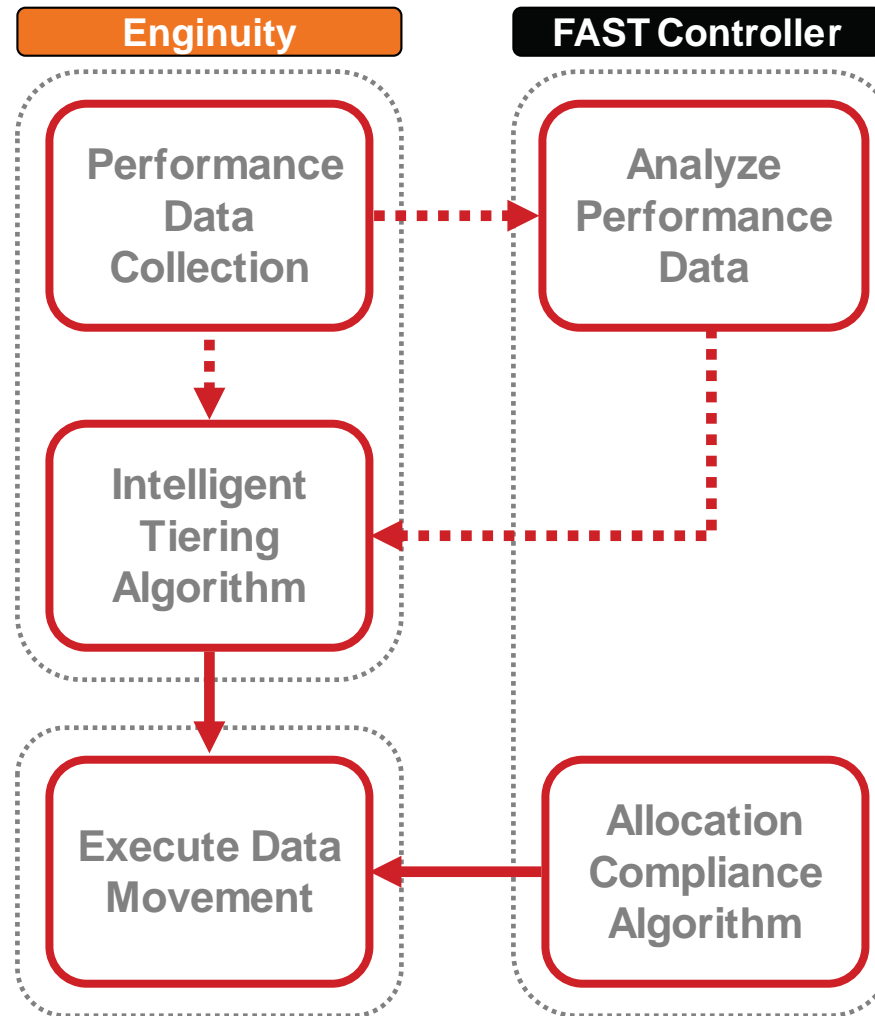 Enginuity
FAST Controller
Performance
Data
Collection
Analyze
Performance
Data
Intelligent
Tiering
Algorithm
Execute Data
Movement
Allocation
Compliance
Algorithm